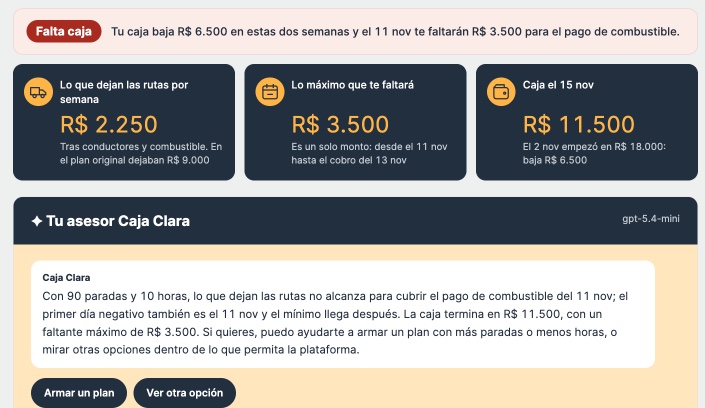 Falta caja Tu caja baja R$ 6.500 en estas dos semanas y el 11 nov te faltarán R$ 3.500 para el pago de combustible.
Lo que dejan las rutas por
semana
R$ 2.250
Tras conductores y combustible. En
el plan original dejaban R$ 9.000
Lo máximo que te faltará
R$ 3.500
Es un solo monto: desde el 11 nov
hasta el cobro del 13 nov
Caja el 15 nov
R$ 11.500
El 2 nov empezó en R$ 18.000:
baja R$ 6.500
Tu asesor Caja Clara
gpt-5.4-mini
Caja Clara
Con 90 paradas y 10 horas, lo que dejan las rutas no alcanza para cubrir el pago de combustible del 11 nov; el
primer día negativo también es el 11 nov y el mínimo llega después. La caja termina en R$ 11.500, con un
faltante máximo de R$ 3.500. Si quieres, puedo ayudarte a armar un plan con más paradas o menos horas, o
mirar otras opciones dentro de lo que permita la plataforma.
Armar un plan
Ver otra opción